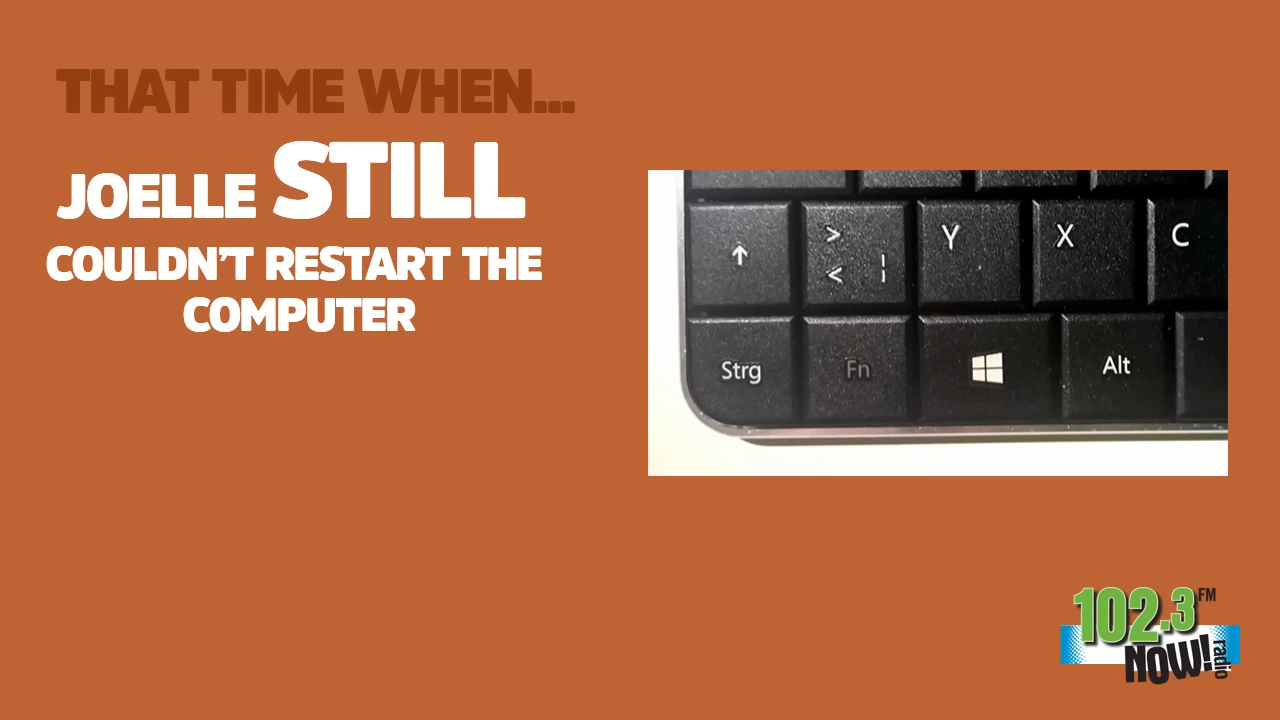 THAT TIME WHEN...
JOELLE STILL
COULDN'T RESTART THE
COMPUTER
>
Y
X
C
< ¦
Strg
Fn
Alt
102.3 FM
NOW! radio